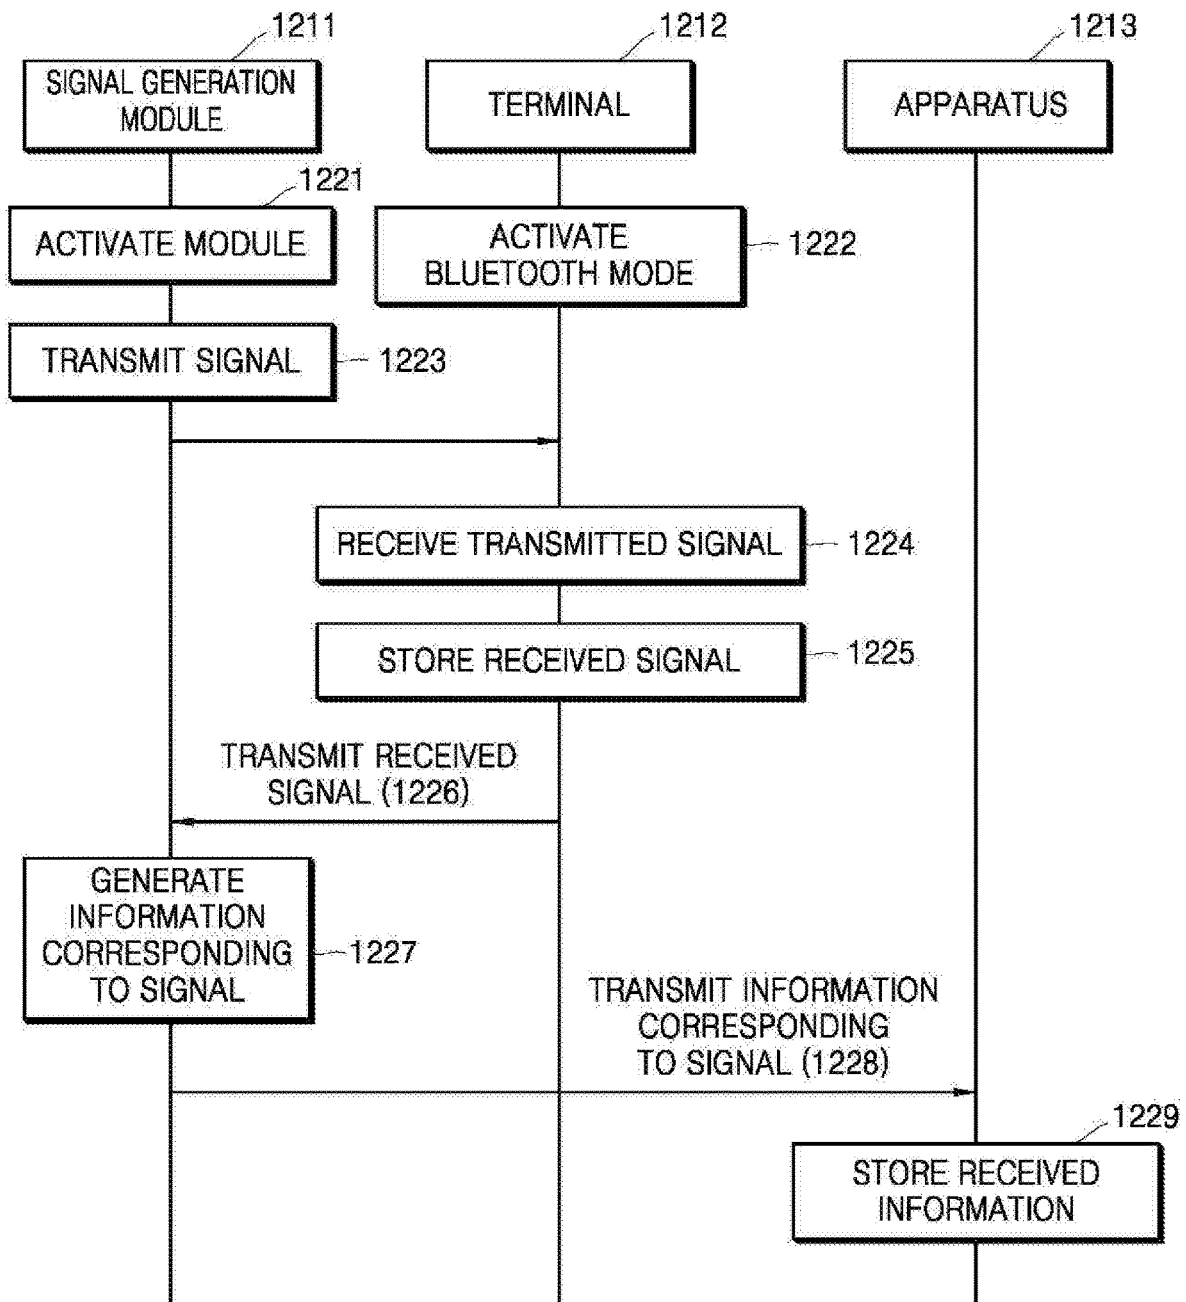 1211
1212
1213
SIGNAL GENERATION
MODULE
TERMINAL
APPARATUS
1221
ACTIVATE MODULE
ACTIVATE
BLUETOOTH MODE
1222
TRANSMIT SIGNAL
1223
RECEIVE TRANSMITTED SIGNAL
1224
STORE RECEIVED SIGNAL
1225
TRANSMIT RECEIVED
SIGNAL (1226)
GENERATE
INFORMATION
CORRESPONDING
TO SIGNAL
1227
TRANSMIT INFORMATION
CORRESPONDING
TO SIGNAL (1228)
1229
STORE RECEIVED
INFORMATION